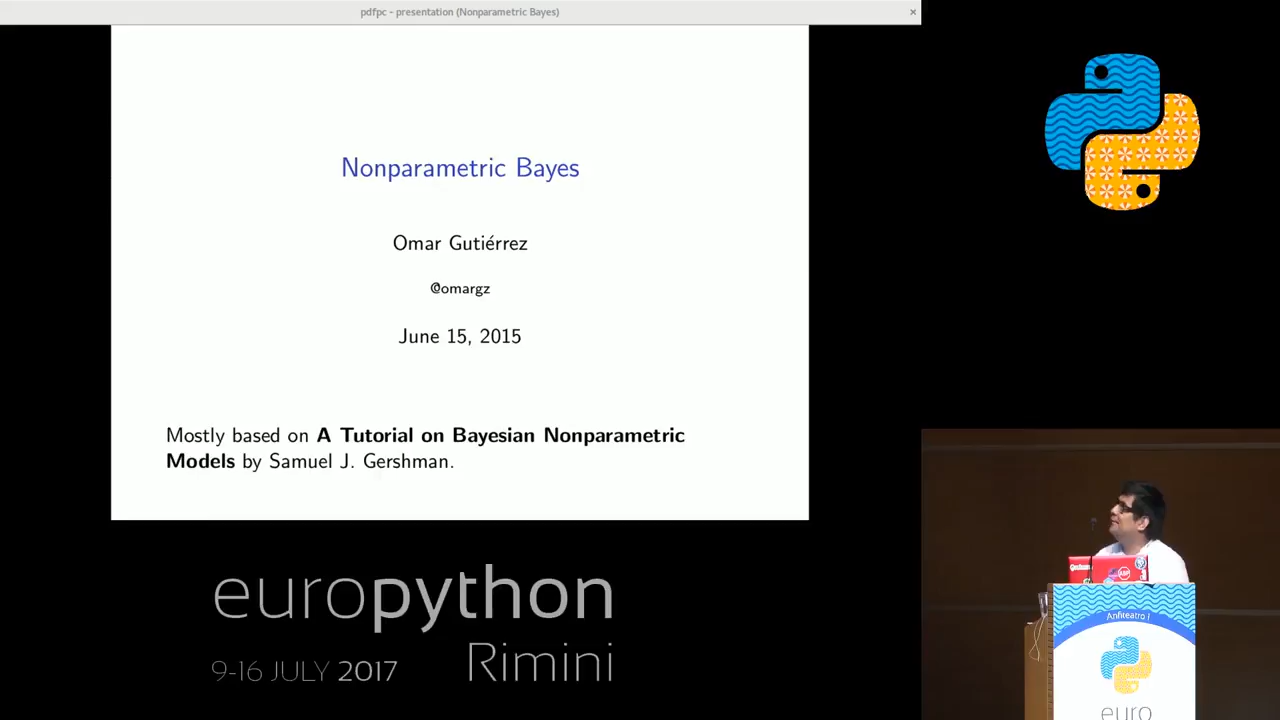 pdfpc - presentation (Nonparametric Bayes)
×
Nonparametric Bayes
Omar Gutiérrez
@omargz
June 15, 2015
Mostly based on A Tutorial on Bayesian Nonparametric
Models by Samuel J. Gershman.
europython
Rimini
9-16 JULY 2017
Anfiteatro 1
euro